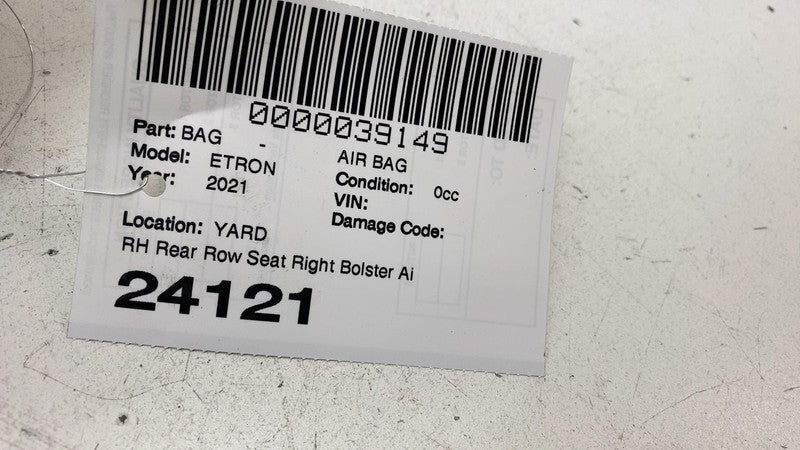 0000039149
Part: BAG -
AIR BAG
Model: ETRON
Condition: 0cc
Year: 2021
VIN:
Damage Code:
Location: YARD
RH Rear Row Seat Right Bolster Ai
24121